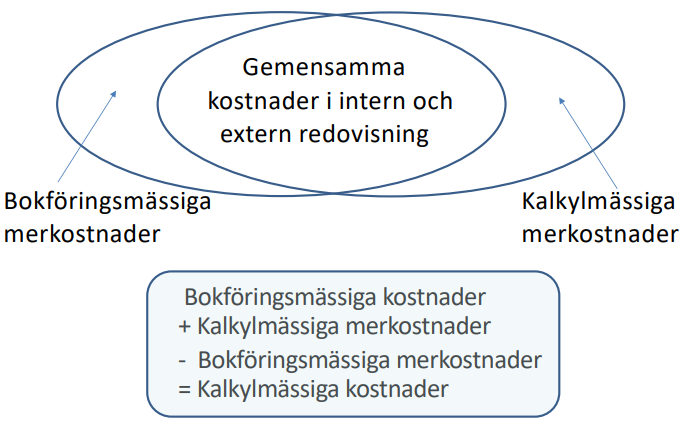 Gemensamma
kostnader i intern och
extern redovisning
Bokföringsmässiga
merkostnader
Kalkylmässiga
merkostnader
Bokföringsmässiga kostnader
+ Kalkylmässiga merkostnader
- Bokföringsmässiga merkostnader
= Kalkylmässiga kostnader